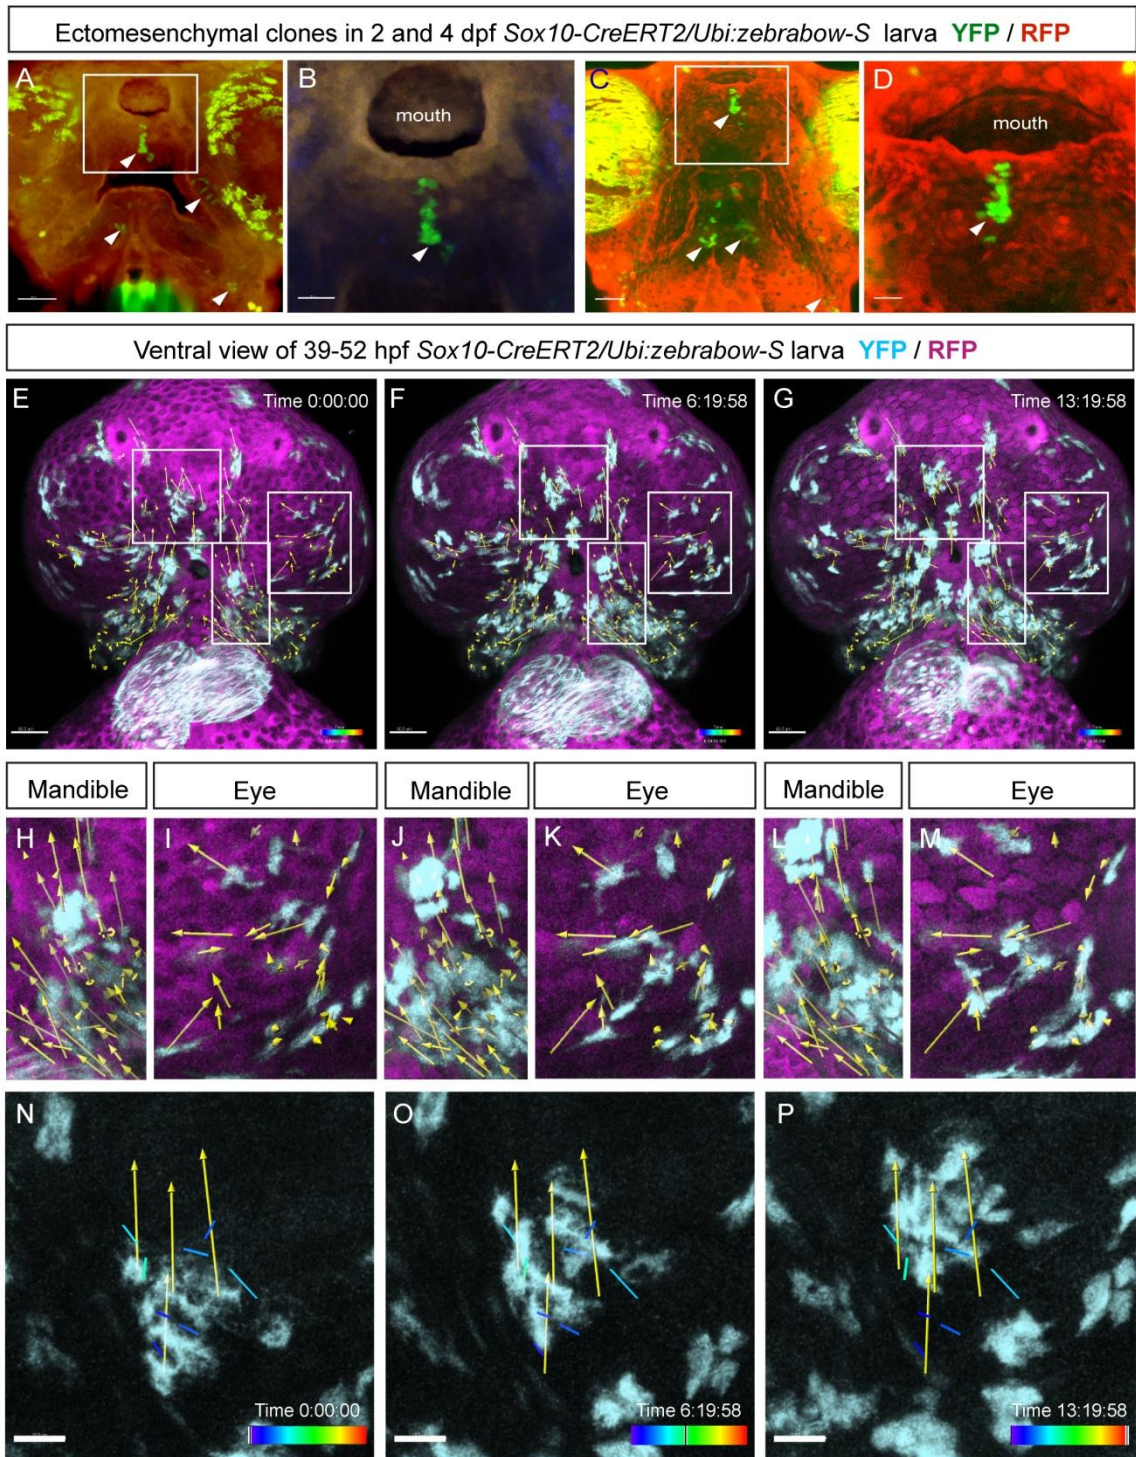 Ectomesenchymal clones in 2 and 4 dpf Sox10-CreERT2/Ubi:zebrabow-S larva YFP / RFP
A
B
mouth
C
D
mouth
Ventral view of 39-52 hpf Sox10-CreERT2/Ubi:zebrabow-S larva YFP / RFP
E
Time 0:00:00
F
Time 6:19:58
G
Time 13:19:58
Mandible
Eye
Mandible
Eye
Mandible
Eye
H
I
J
K
L
M
N
Time 0:00:00
O
Time 6:19:58
P
Time 13:19:58